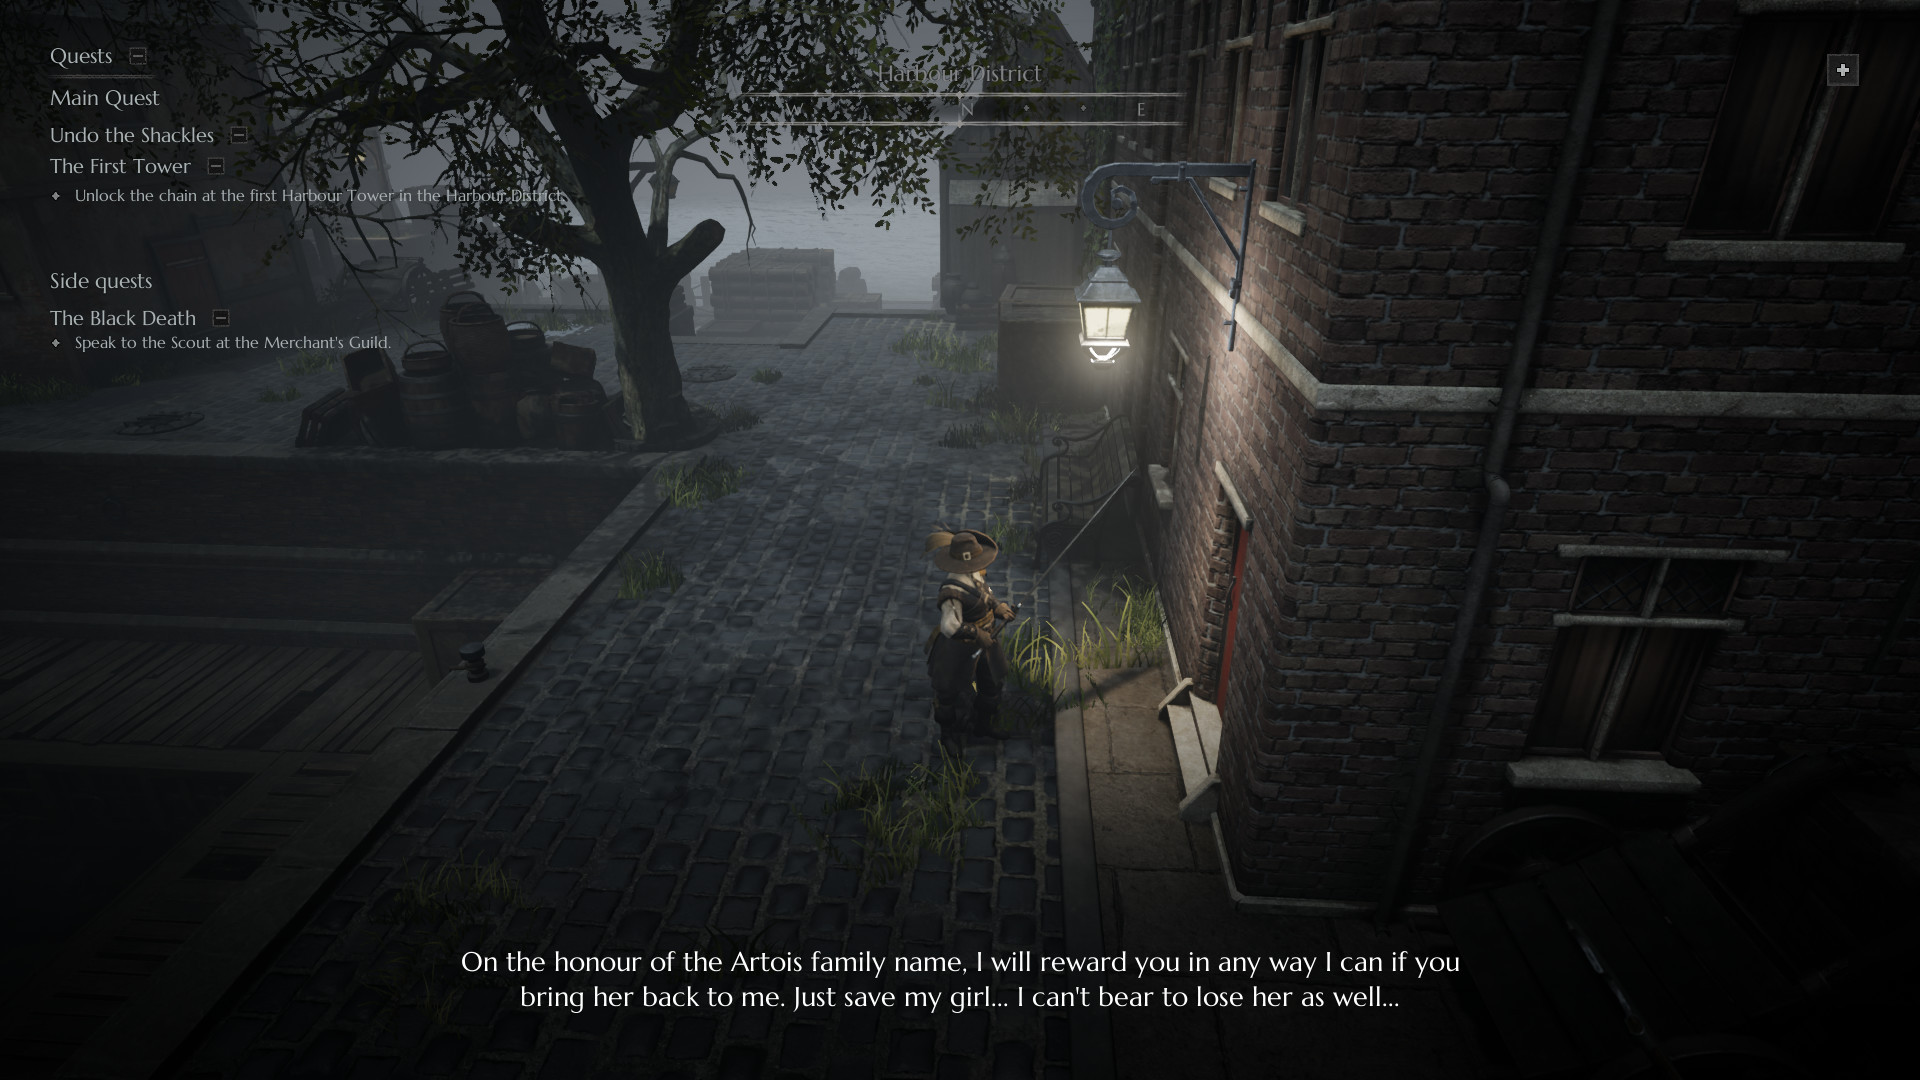 Quests
Main Quest
Undo the Shackles
The First Tower
Unlock the chain at the first Harbour Tower in the Harbour District.
Side quests
The Black Death
Speak to the Scout at the Merchant's Guild.
Harbour District
W N E
On the honour of the Artois family name, I will reward you in any way I can if you
bring her back to me. Just save my girl... I can't bear to lose her as well...